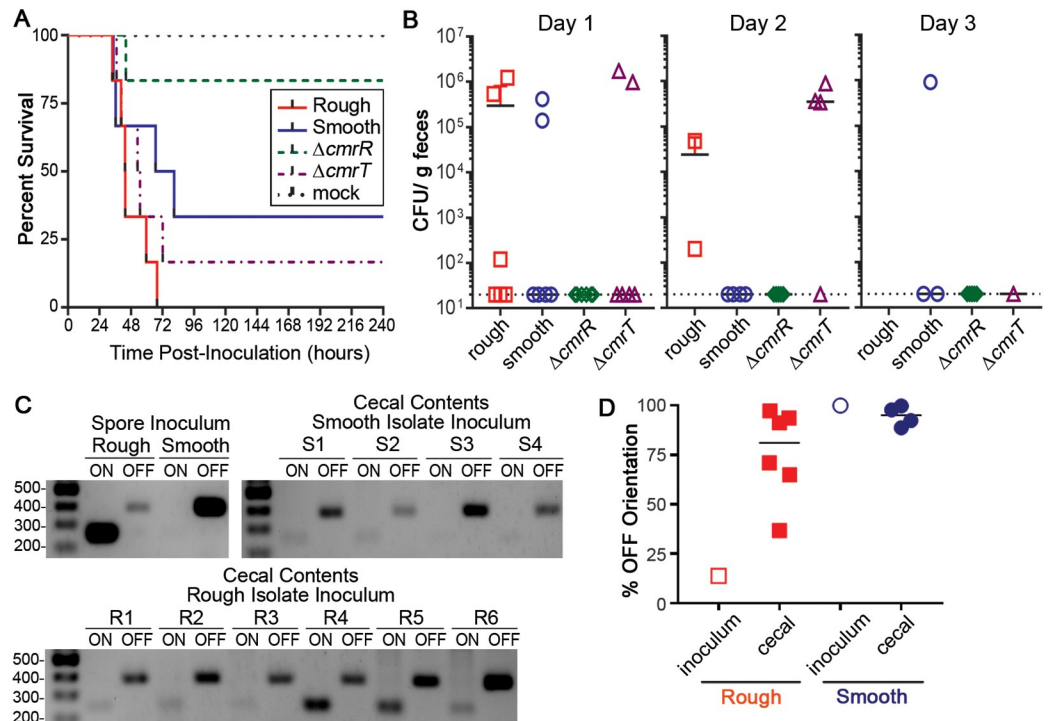 A
100
75
50
25
0
Percent Survival
0 24 48 72 96 120 144 168 192 216 240
Time Post-Inoculation (hours)
Rough
Smooth
ΔcmrR
ΔcmrT
mock
B
Day 1 Day 2 Day 3
CFU/ g feces
10⁷
10⁶
10⁵
10⁴
10³
10²
10¹
rough smooth ΔcmrR ΔcmrT
rough smooth ΔcmrR ΔcmrT
rough smooth ΔcmrR ΔcmrT
C
Spore Inoculum
Rough Smooth
ON OFF ON OFF
500-
400-
300-
200-
Cecal Contents
Smooth Isolate Inoculum
S1 S2 S3 S4
ON OFF ON OFF ON OFF ON OFF
Cecal Contents
Rough Isolate Inoculum
R1 R2 R3 R4 R5 R6
ON OFF ON OFF ON OFF ON OFF ON OFF ON OFF
500-
400-
300-
200-
D
% OFF Orientation
100
75
50
25
0
inoculum cecal inoculum cecal
Rough Smooth